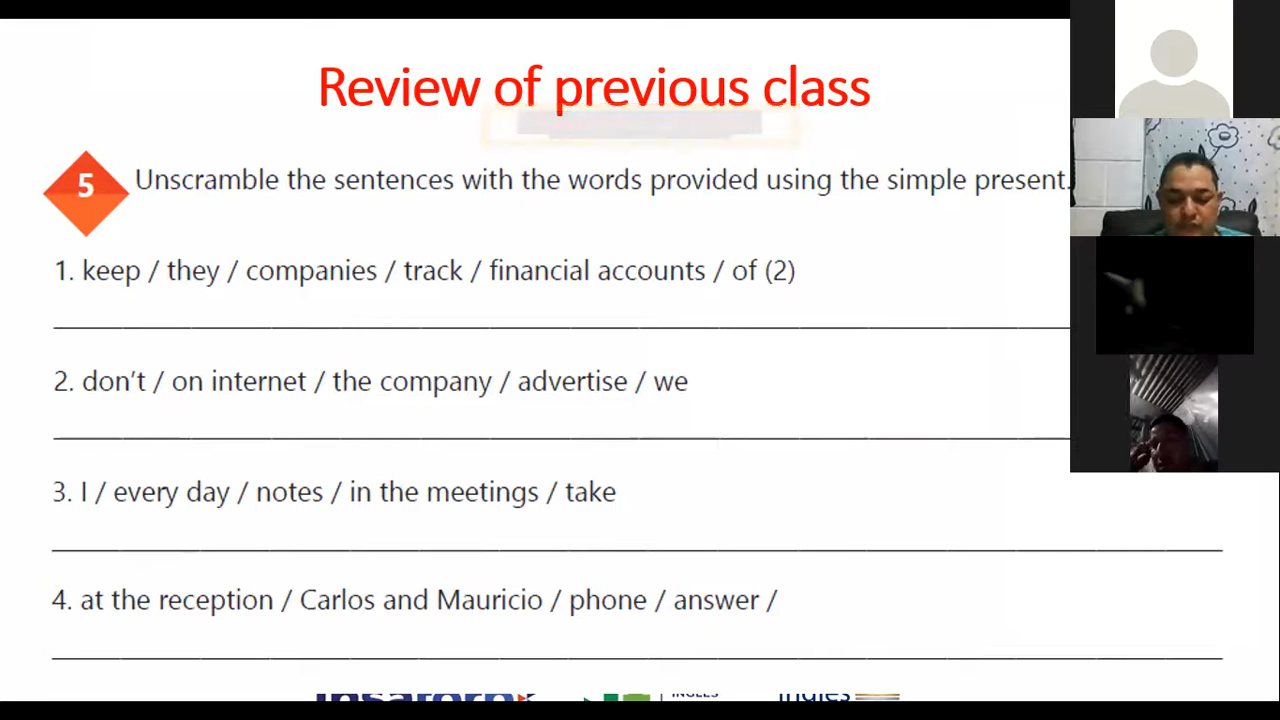 Review of previous class
5
Unscramble the sentences with the words provided using the simple present.
1. keep / they / companies / track / financial accounts / of (2)
2. don't / on internet / the company / advertise / we
3. I / every day / notes / in the meetings / take
4. at the reception / Carlos and Mauricio / phone / answer /